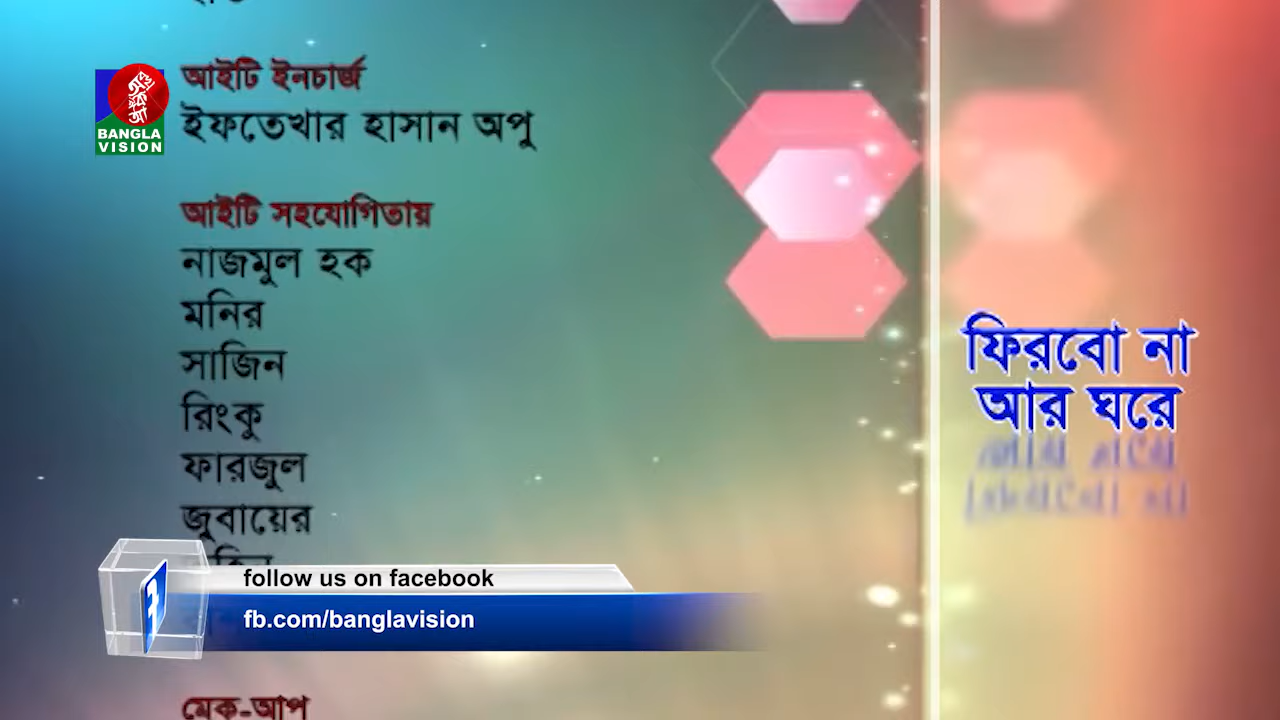 আইটি ইনচার্জ
ইফতেখার হাসান অপু
আইটি সহযোগিতায়
নাজমুল হক
মনির
সাজিন
রিংকু
ফারজুল
জুবায়ের
মেক-আপ
BANGLA
VISION
follow us on facebook
fb.com/banglavision
ফিরবো না
আর ঘরে